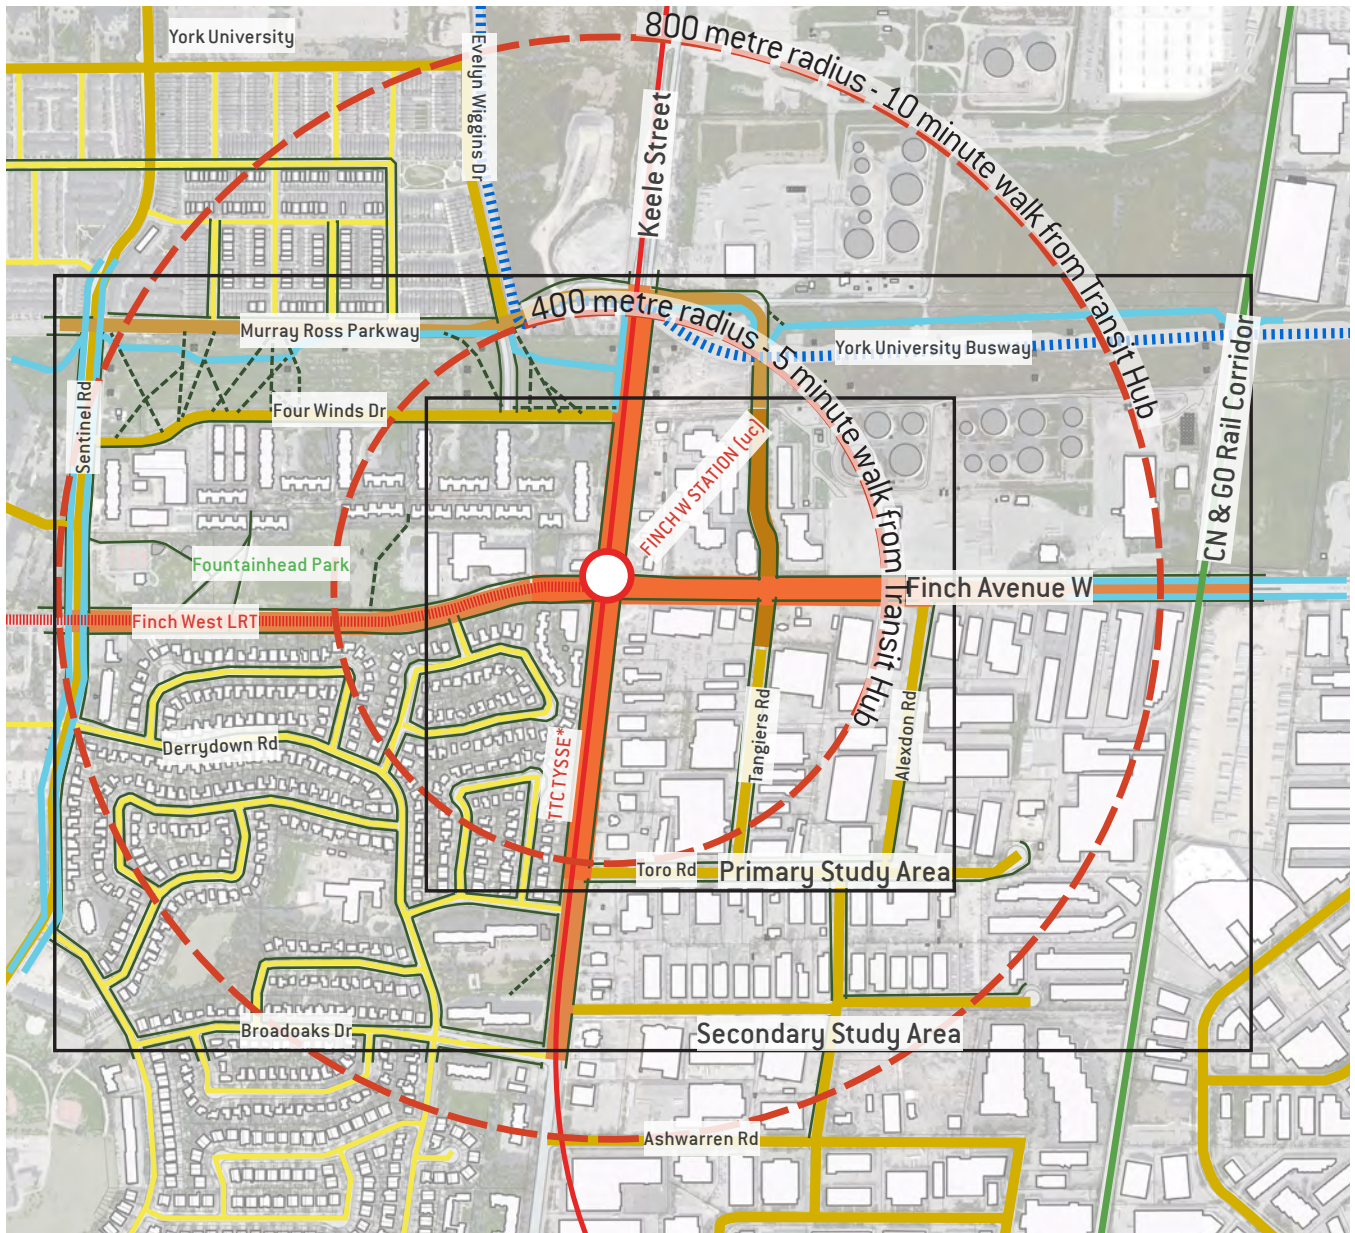 York University
Evelyn Wiggins Dr
800 metre radius - 10 minute walk from Transit Hub
Keele Street
400 metre radius - 5 minute walk from Transit Hub
Murray Ross Parkway
York University Busway
CN & GO Rail Corridor
Sentinel Rd
Four Winds Dr
FINCH W STATION (uc)
Fountainhead Park
Finch Avenue W
Finch West LRT
Derrydown Rd
TTC TYSSE*
Tangiers Rd
Alexdon Rd
Toro Rd
Primary Study Area
Broadoaks Dr
Secondary Study Area
Ashwarren Rd